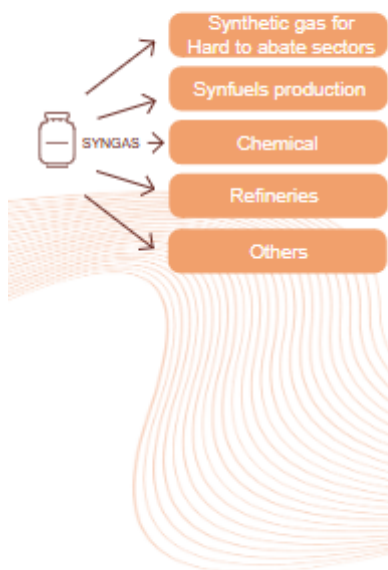 Synthetic gas for
Hard to abate sectors
Synfuels production
SYNGAS
Chemical
Refineries
Others